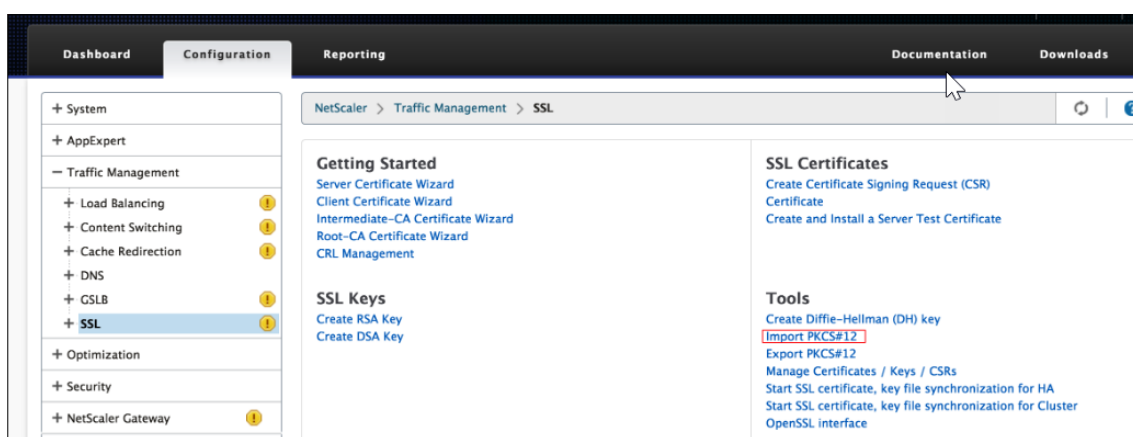 Dashboard Configuration Reporting Documentation Downloads
+ System
+ AppExpert
− Traffic Management
+ Load Balancing
+ Content Switching
+ Cache Redirection
+ DNS
+ GSLB
+ SSL
+ Optimization
+ Security
+ NetScaler Gateway
NetScaler > Traffic Management > SSL
Getting Started
Server Certificate Wizard
Client Certificate Wizard
Intermediate-CA Certificate Wizard
Root-CA Certificate Wizard
CRL Management
SSL Keys
Create RSA Key
Create DSA Key
SSL Certificates
Create Certificate Signing Request (CSR)
Certificate
Create and Install a Server Test Certificate
Tools
Create Diffie-Hellman (DH) key
Import PKCS#12
Export PKCS#12
Manage Certificates / Keys / CSRs
Start SSL certificate, key file synchronization for HA
Start SSL certificate, key file synchronization for Cluster
OpenSSL interface